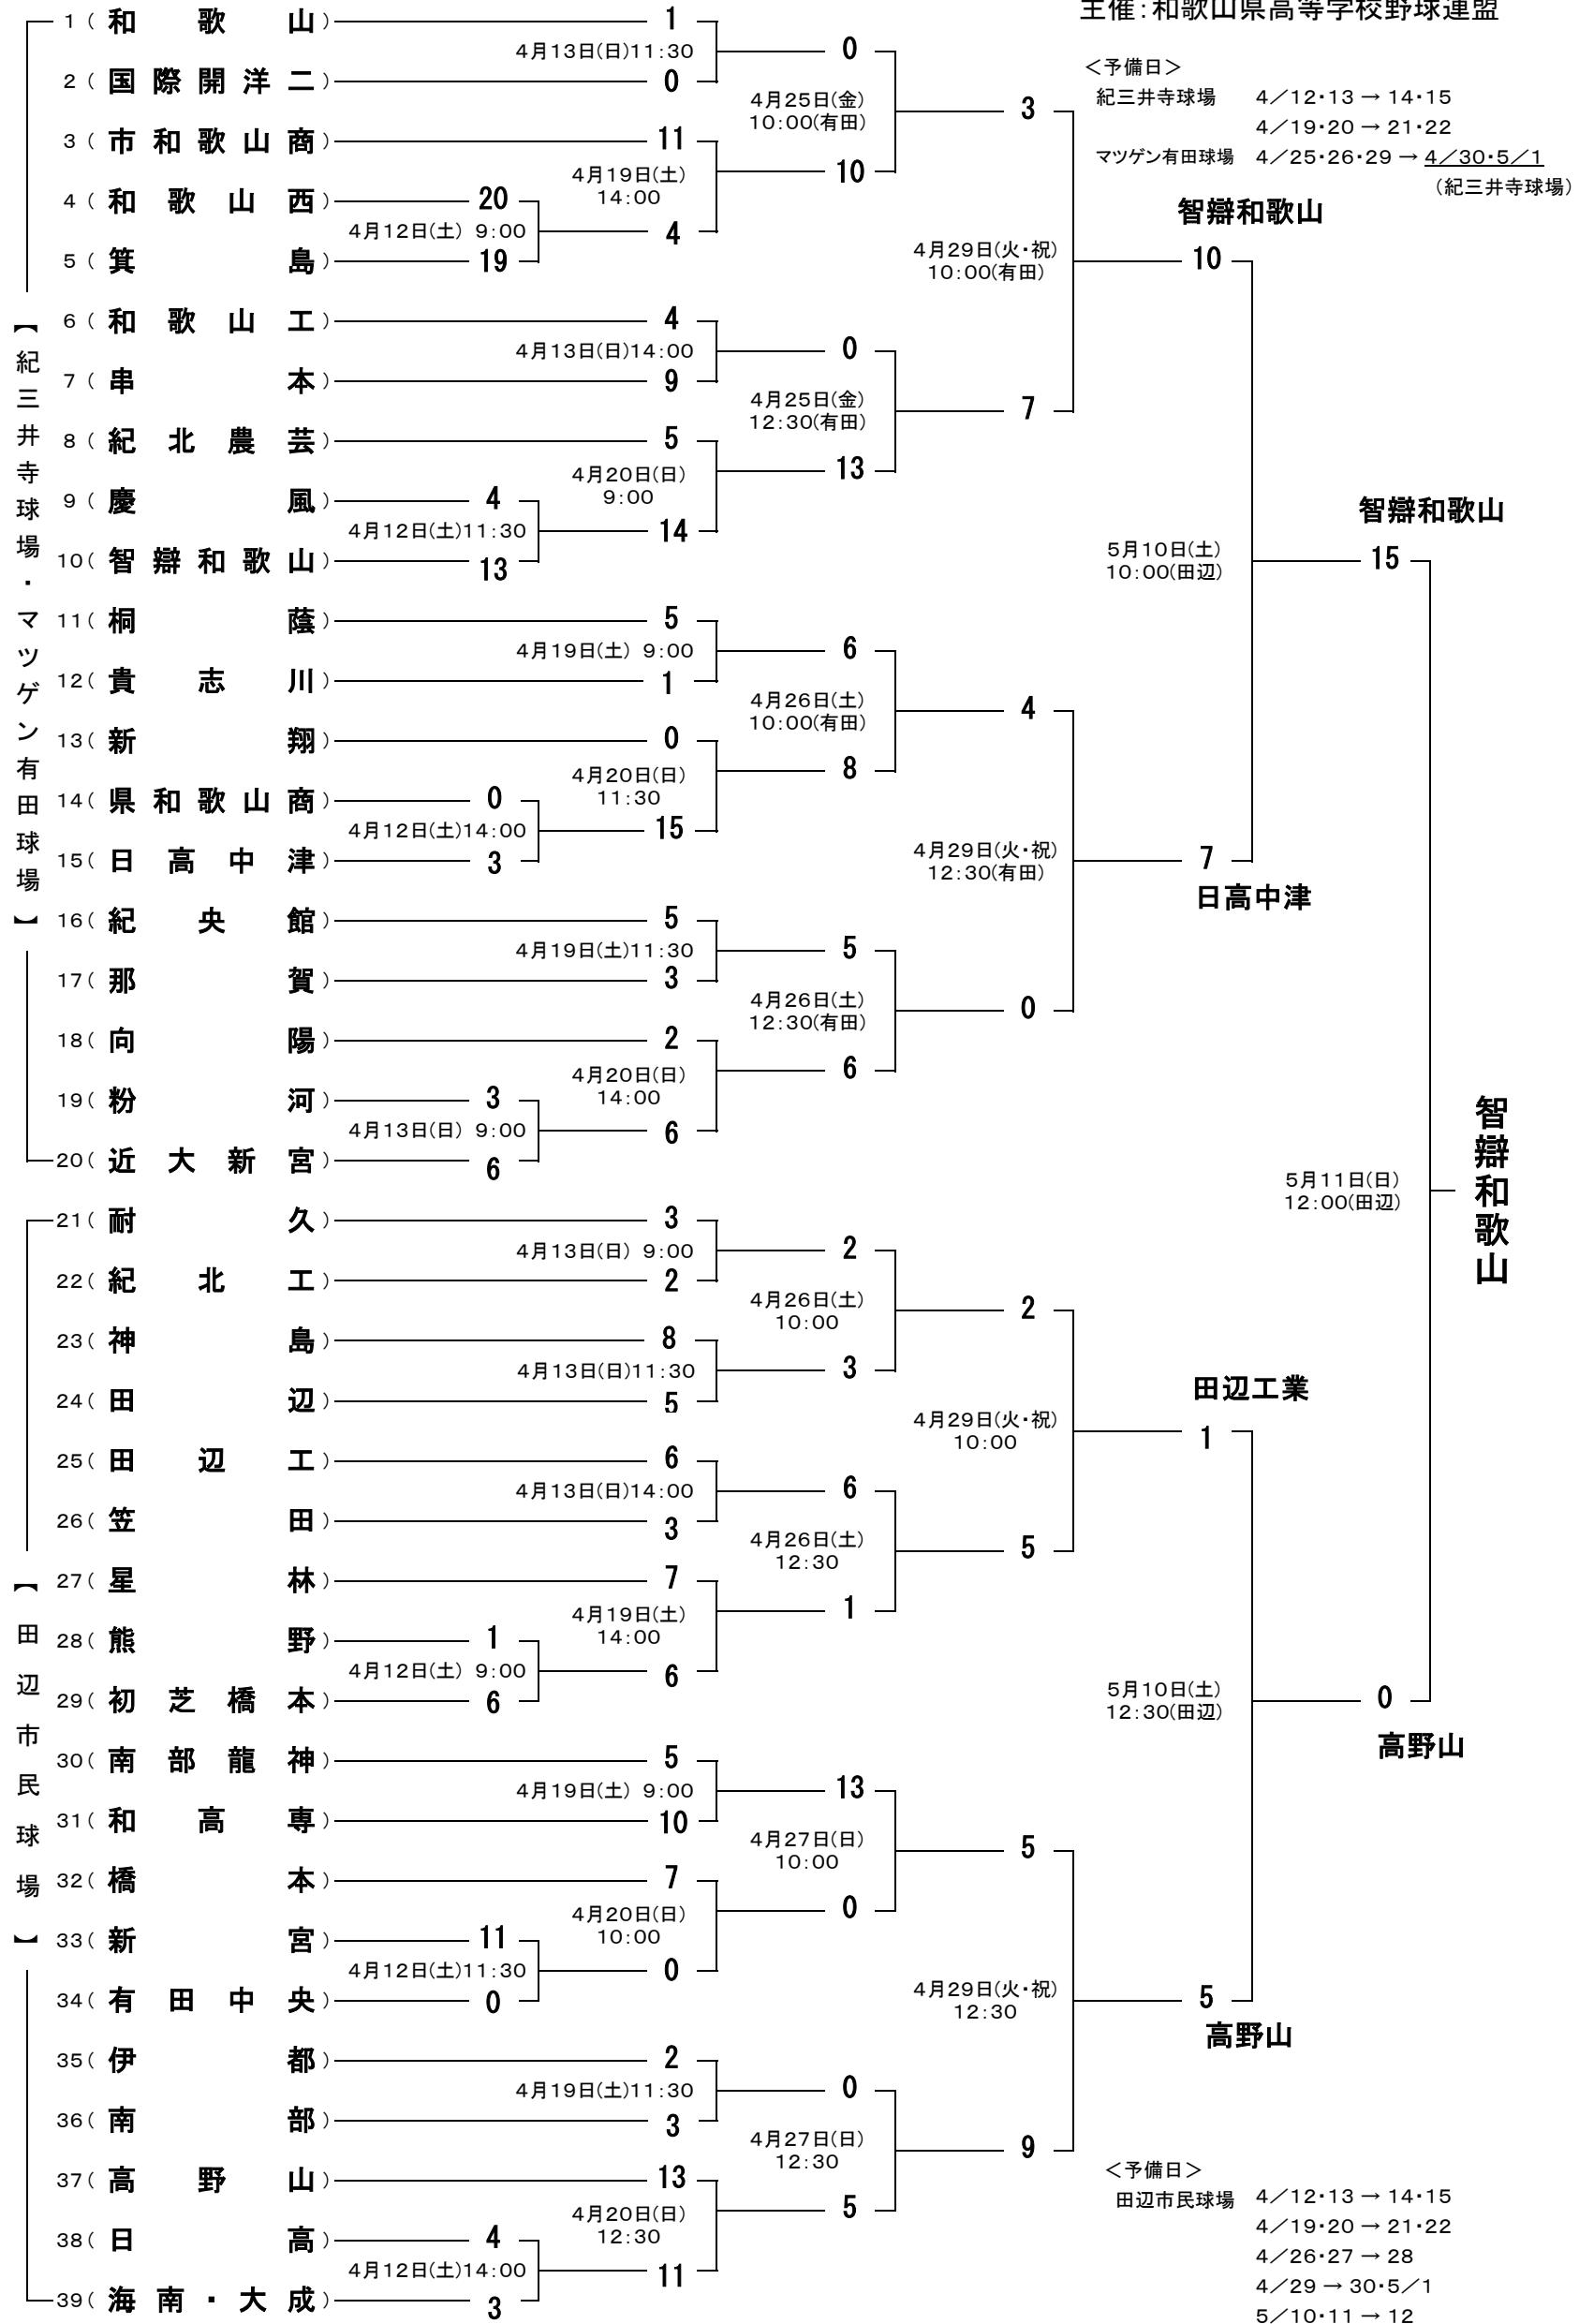 主催：和歌山県高等学校野球連盟
＜予備日＞
紀三井寺球場 4／12・13 → 14・15
4／19・20 → 21・22
マツゲン有田球場 4／25・26・29 → 4／30・5／1
（紀三井寺球場）
【紀三井寺球場・マツゲン有田球場】
1（和歌山） 1
4月13日(日)11:30
2（国際開洋二） 0
0
4月25日(金)
10:00(有田)
3（市和歌山商） 11
4月19日(土)
14:00
10
4（和歌山西） 20
4月12日(土) 9:00
4
5（箕島） 19
3
4月29日(火・祝)
10:00(有田)
6（和歌山工） 4
4月13日(日)14:00
7（串本） 9
0
4月25日(金)
12:30(有田)
8（紀北農芸） 5
4月20日(日)
9:00
13
9（慶風） 4
4月12日(土)11:30
14
10（智辯和歌山） 13
7
智辯和歌山
10
5月10日(土)
10:00(田辺)
11（桐蔭） 5
4月19日(土) 9:00
12（貴志川） 1
6
4月26日(土)
10:00(有田)
13（新翔） 0
4月20日(日)
11:30
8
14（県和歌山商） 0
4月12日(土)14:00
15
15（日高中津） 3
4
4月29日(火・祝)
12:30(有田)
7
日高中津
16（紀央館） 5
4月19日(土)11:30
17（那賀） 3
5
4月26日(土)
12:30(有田)
18（向陽） 2
4月20日(日)
14:00
6
19（粉河） 3
4月13日(日) 9:00
6
20（近大新宮） 6
0
智辯和歌山
15
5月11日(日)
12:00(田辺)
智辯和歌山
【田辺市民球場】
21（耐久） 3
4月13日(日) 9:00
22（紀北工） 2
2
4月26日(土)
10:00
23（神島） 8
4月13日(日)11:30
24（田辺） 5
3
2
4月29日(火・祝)
10:00
25（田辺工） 6
4月13日(日)14:00
26（笠田） 3
6
4月26日(土)
12:30
27（星林） 7
4月19日(土)
14:00
1
28（熊野） 1
4月12日(土) 9:00
6
29（初芝橋本） 6
5
田辺工業
1
5月10日(土)
12:30(田辺)
30（南部龍神） 5
4月19日(土) 9:00
31（和高専） 10
13
4月27日(日)
10:00
32（橋本） 7
4月20日(日)
10:00
0
33（新宮） 11
4月12日(土)11:30
0
34（有田中央） 0
5
4月29日(火・祝)
12:30
5
高野山
35（伊都） 2
4月19日(土)11:30
36（南部） 3
0
4月27日(日)
12:30
37（高野山） 13
4月20日(日)
12:30
5
38（日高） 4
4月12日(土)14:00
11
39（海南・大成） 3
9
0
高野山
＜予備日＞
田辺市民球場 4／12・13 → 14・15
4／19・20 → 21・22
4／26・27 → 28
4／29 → 30・5／1
5／10・11 → 12